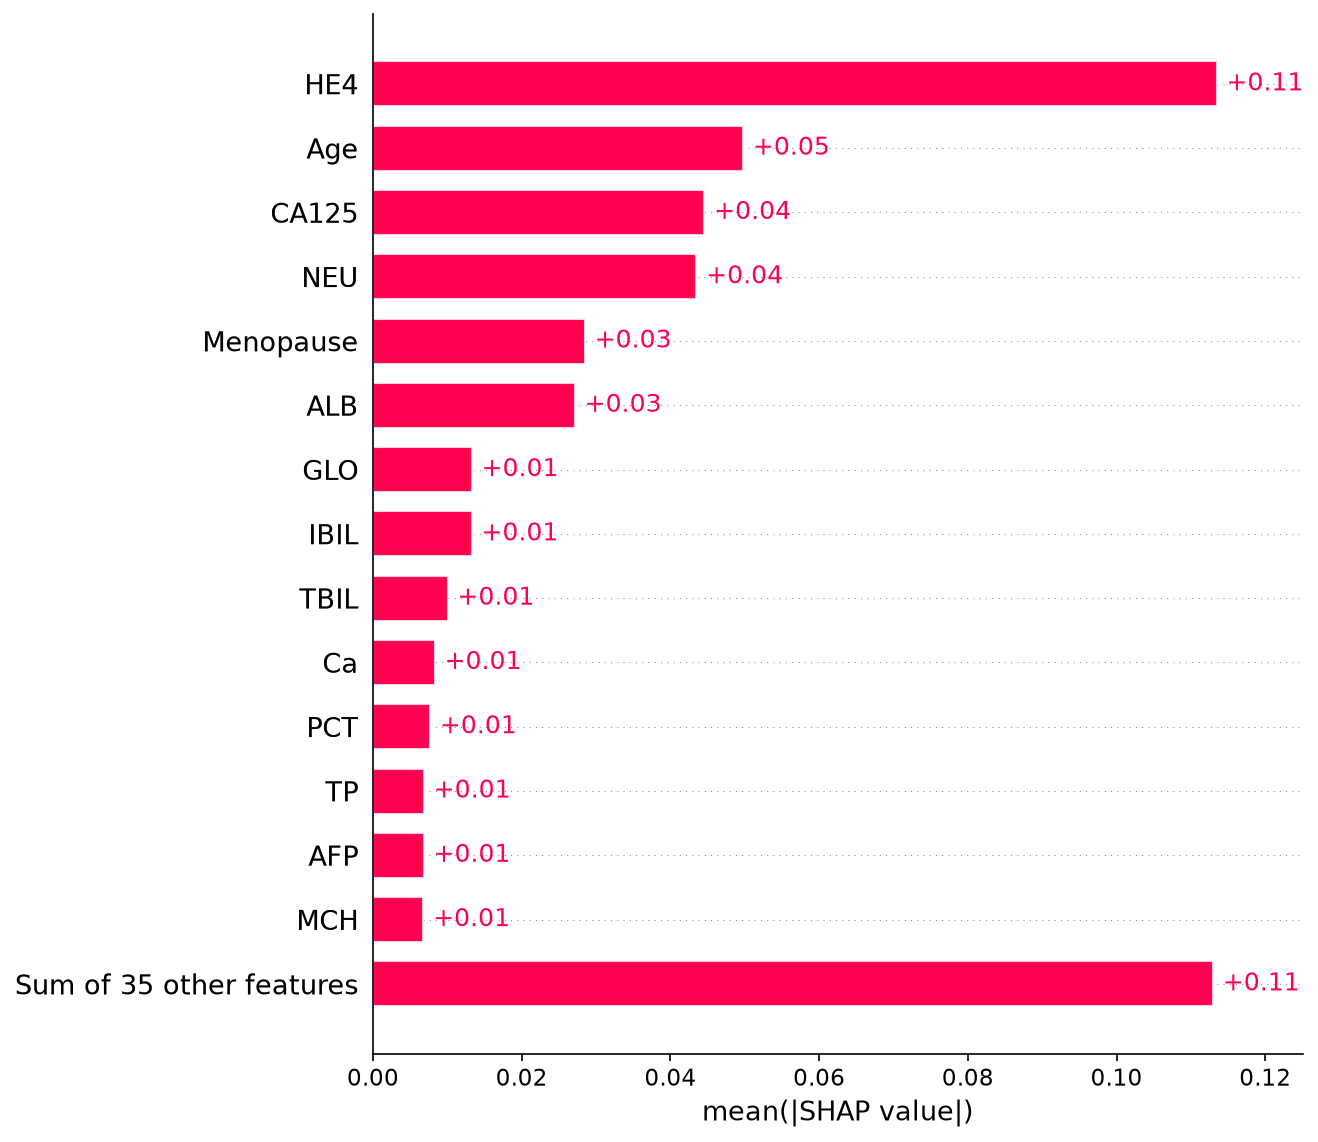 HE4 +0.11
Age +0.05
CA125 +0.04
NEU +0.04
Menopause +0.03
ALB +0.03
GLO +0.01
IBIL +0.01
TBIL +0.01
Ca +0.01
PCT +0.01
TP +0.01
AFP +0.01
MCH +0.01
Sum of 35 other features +0.11
0.00 0.02 0.04 0.06 0.08 0.10 0.12
mean(|SHAP value|)